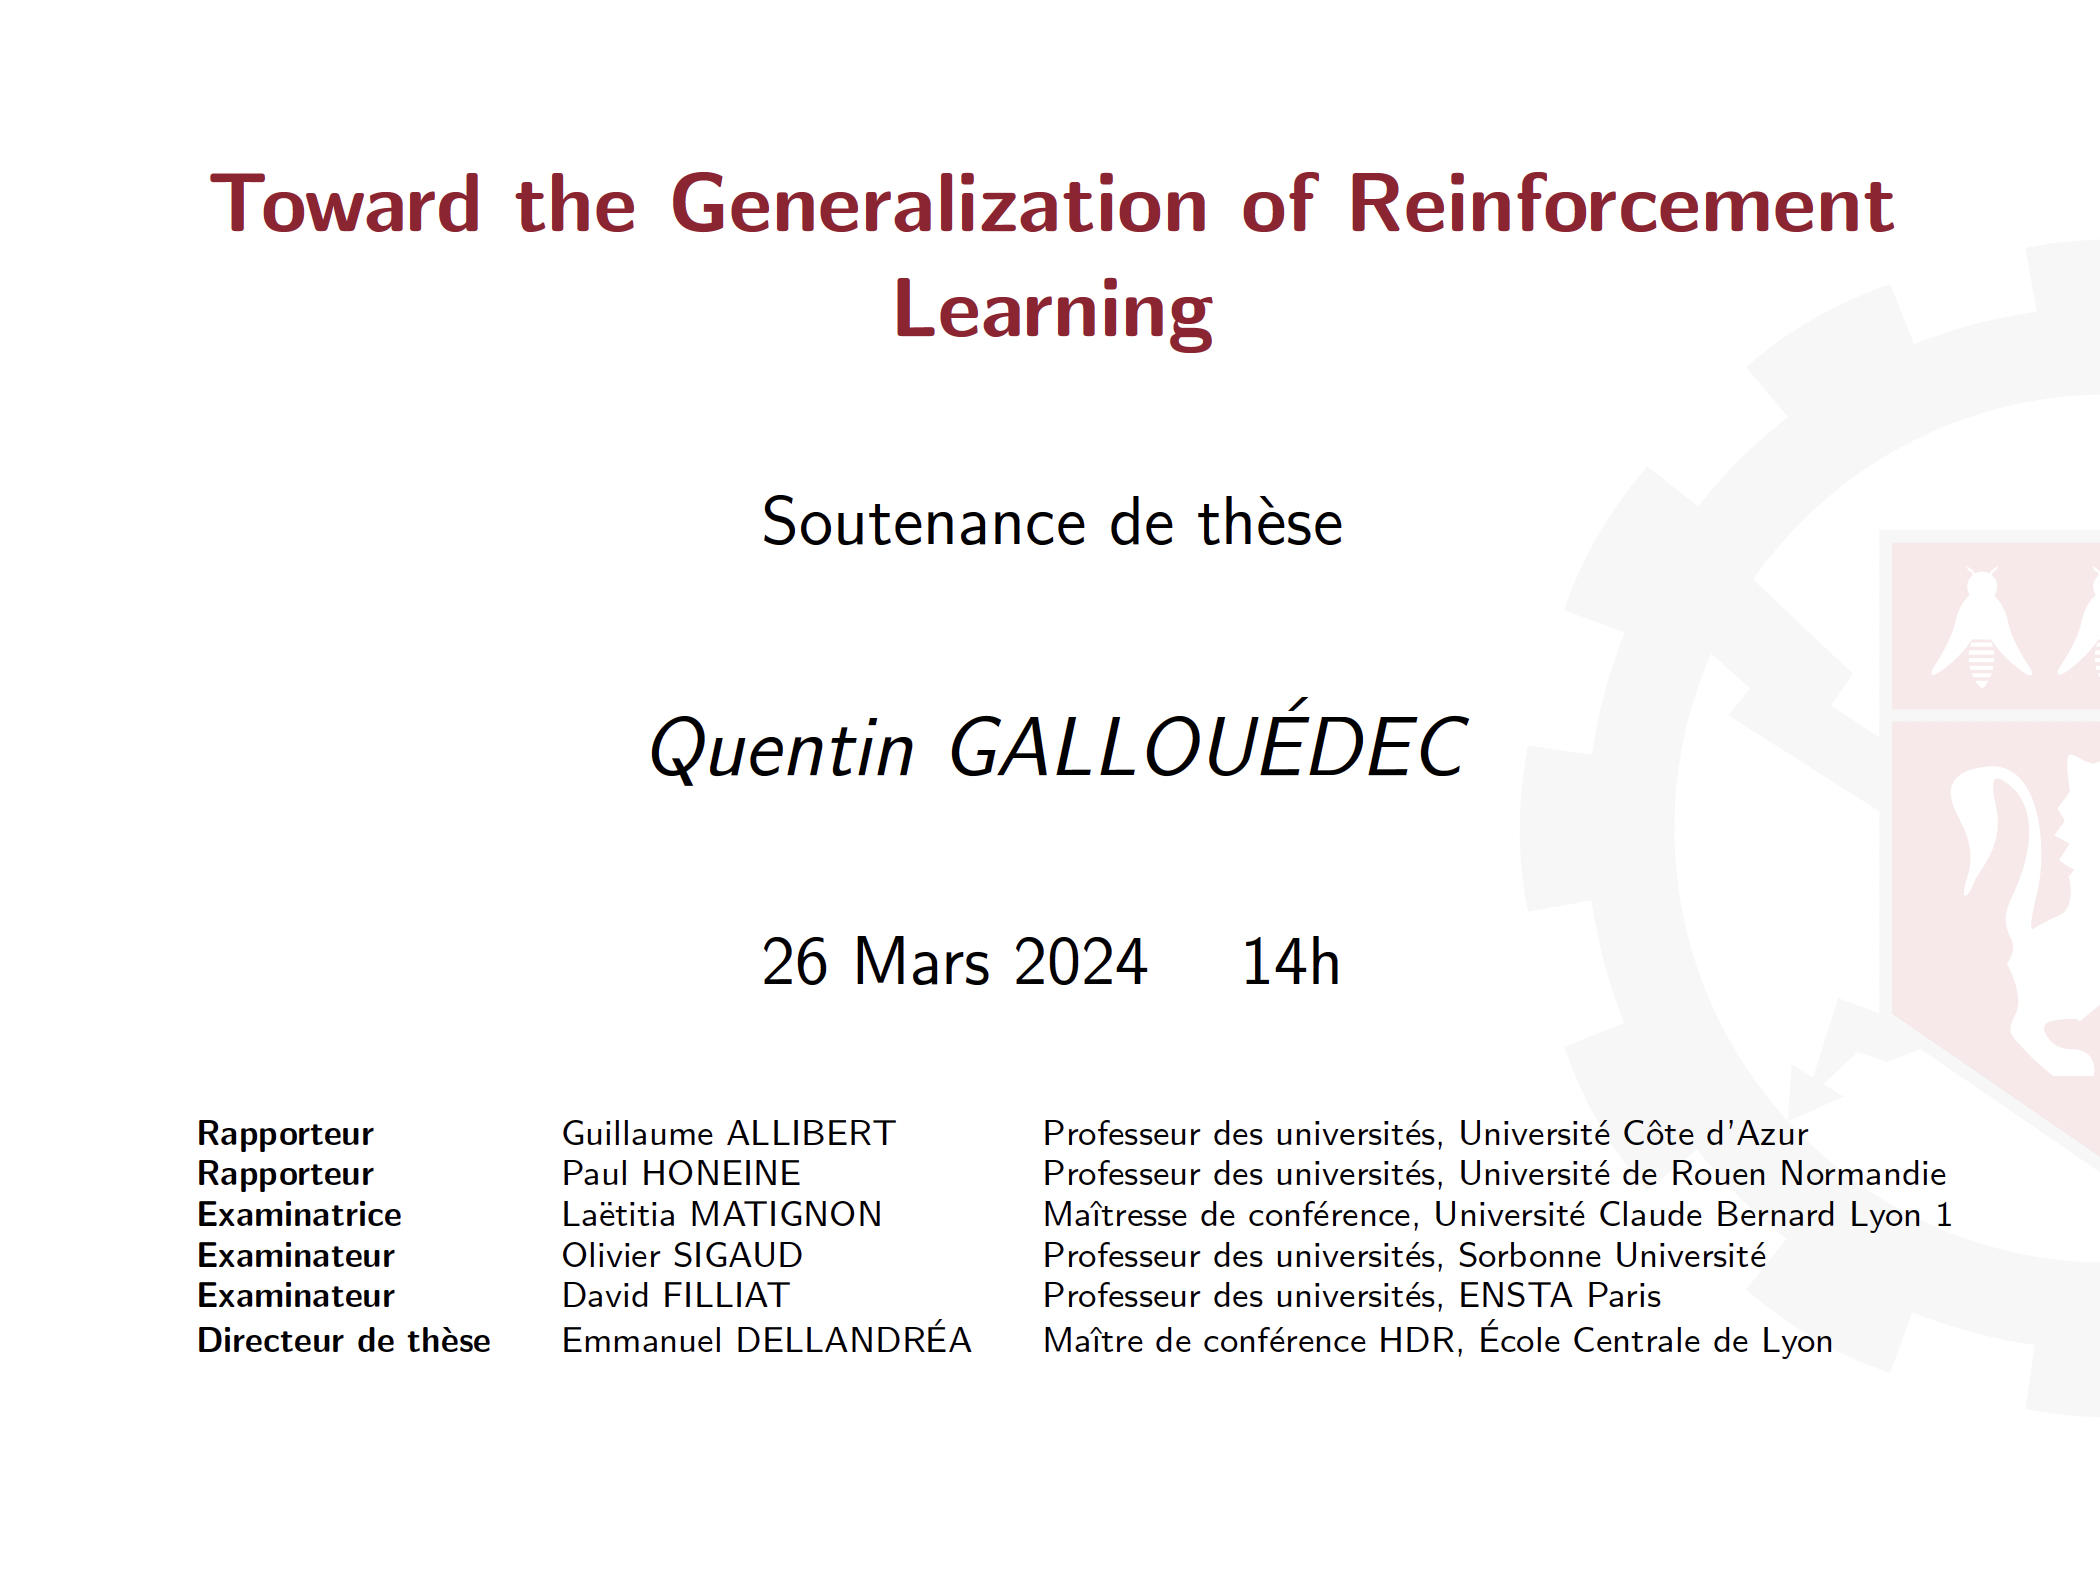 Toward the Generalization of Reinforcement
Learning
Soutenance de thèse
Quentin GALLOUÉDEC
26 Mars 2024 14h
Rapporteur Guillaume ALLIBERT Professeur des universités, Université Côte d'Azur
Rapporteur Paul HONEINE Professeur des universités, Université de Rouen Normandie
Examinatrice Laëtitia MATIGNON Maîtresse de conférence, Université Claude Bernard Lyon 1
Examinateur Olivier SIGAUD Professeur des universités, Sorbonne Université
Examinateur David FILLIAT Professeur des universités, ENSTA Paris
Directeur de thèse Emmanuel DELLANDRÉA Maître de conférence HDR, École Centrale de Lyon